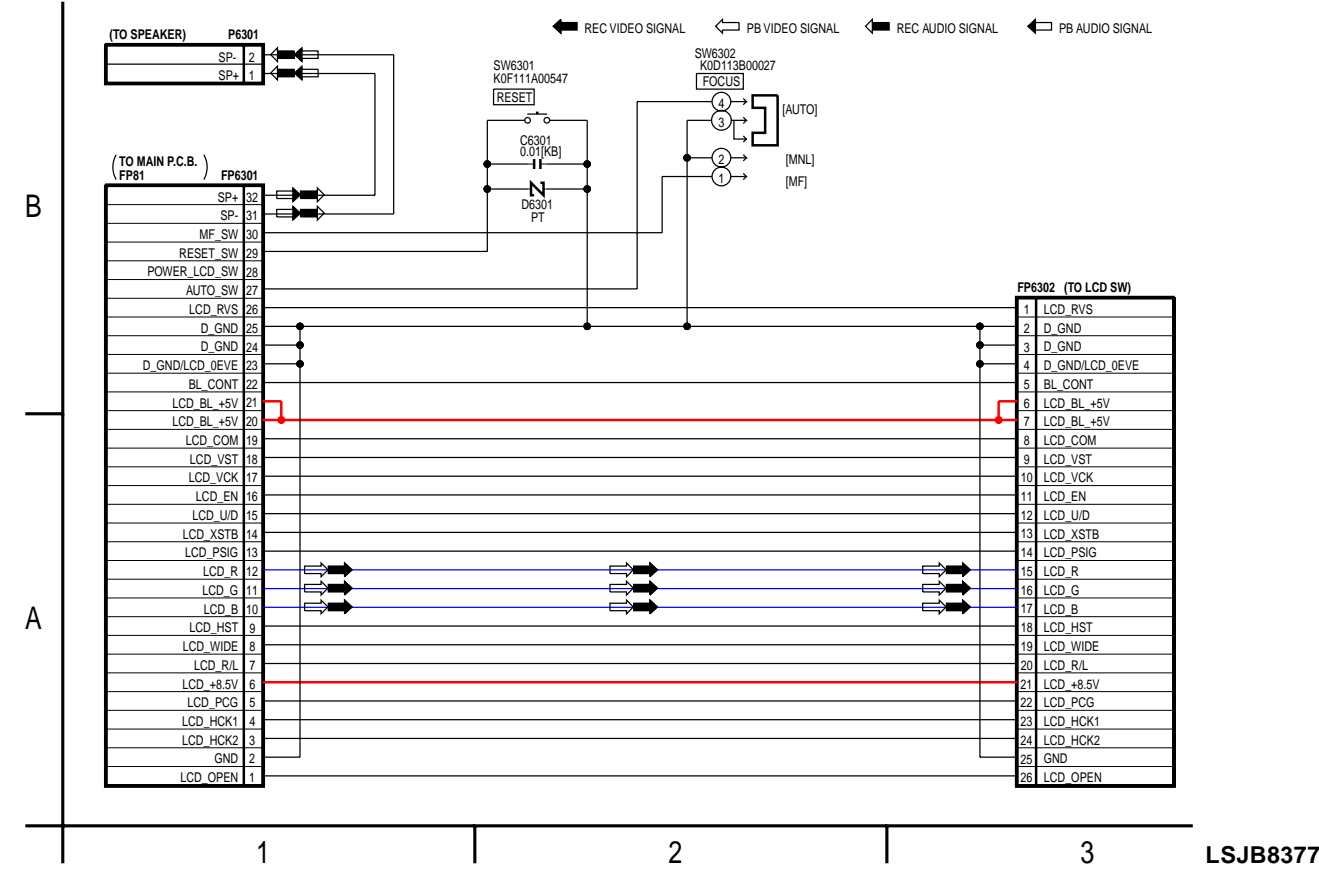 REC VIDEO SIGNAL PB VIDEO SIGNAL REC AUDIO SIGNAL PB AUDIO SIGNAL
(TO SPEAKER) P6301
SP- 2
SP+ 1
SW6301
K0F111A00547
RESET
C6301
0.01[KB]
D6301
PT
SW6302
K0D113B00027
FOCUS
4
3
[AUTO]
2 [MNL]
1 [MF]
(TO MAIN P.C.B.)
FP81 FP6301
SP+ 32
SP- 31
MF_SW 30
RESET_SW 29
POWER_LCD_SW 28
AUTO_SW 27
LCD_RVS 26
D_GND 25
D_GND 24
D_GND/LCD_0EVE 23
BL_CONT 22
LCD_BL_+5V 21
LCD_BL_+5V 20
LCD_COM 19
LCD_VST 18
LCD_VCK 17
LCD_EN 16
LCD_U/D 15
LCD_XSTB 14
LCD_PSIG 13
LCD_R 12
LCD_G 11
LCD_B 10
LCD_HST 9
LCD_WIDE 8
LCD_R/L 7
LCD_+8.5V 6
LCD_PCG 5
LCD_HCK1 4
LCD_HCK2 3
GND 2
LCD_OPEN 1
FP6302 (TO LCD SW)
1 LCD_RVS
2 D_GND
3 D_GND
4 D_GND/LCD_0EVE
5 BL_CONT
6 LCD_BL_+5V
7 LCD_BL_+5V
8 LCD_COM
9 LCD_VST
10 LCD_VCK
11 LCD_EN
12 LCD_U/D
13 LCD_XSTB
14 LCD_PSIG
15 LCD_R
16 LCD_G
17 LCD_B
18 LCD_HST
19 LCD_WIDE
20 LCD_R/L
21 LCD_+8.5V
22 LCD_PCG
23 LCD_HCK1
24 LCD_HCK2
25 GND
26 LCD_OPEN
B
A
1 2 3
LSJB8377